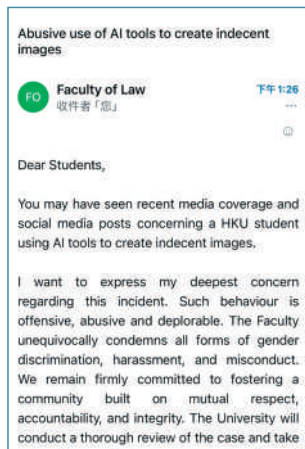 Abusive use of AI tools to create indecent
images
FO
Faculty of Law
下午 1:26
收件者「您」
Dear Students,
You may have seen recent media coverage and
social media posts concerning a HKU student
using AI tools to create indecent images.
I want to express my deepest concern
regarding this incident. Such behaviour is
offensive, abusive and deplorable. The Faculty
unequivocally condemns all forms of gender
discrimination, harassment, and misconduct.
We remain firmly committed to fostering a
community built on mutual respect,
accountability, and integrity. The University will
conduct a thorough review of the case and take